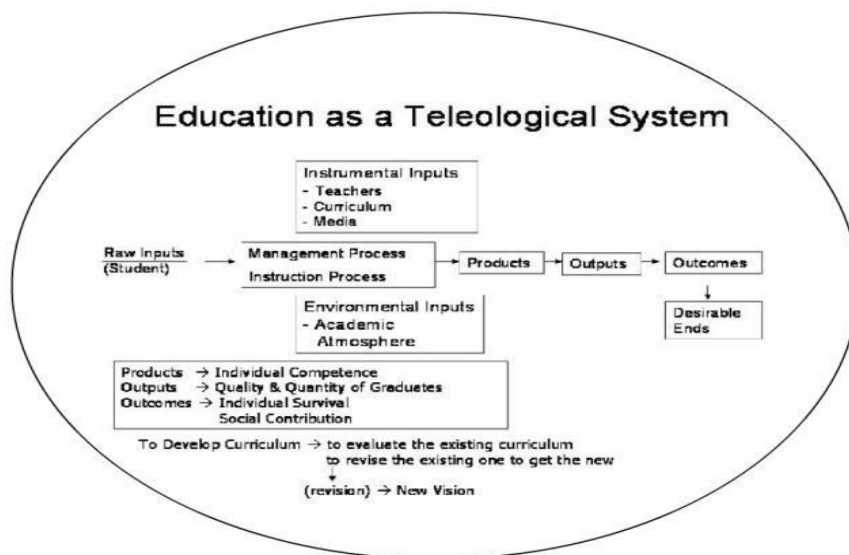 Education as a Teleological System
Instrumental Inputs
- Teachers
- Curriculum
- Media
Raw Inputs
(Student)
Management Process
Instruction Process
Products
Outputs
Outcomes
Environmental Inputs
- Academic
Atmosphere
Desirable
Ends
Products → Individual Competence
Outputs → Quality & Quantity of Graduates
Outcomes → Individual Survival
Social Contribution
To Develop Curriculum → to evaluate the existing curriculum
to revise the existing one to get the new
(revision) → New Vision